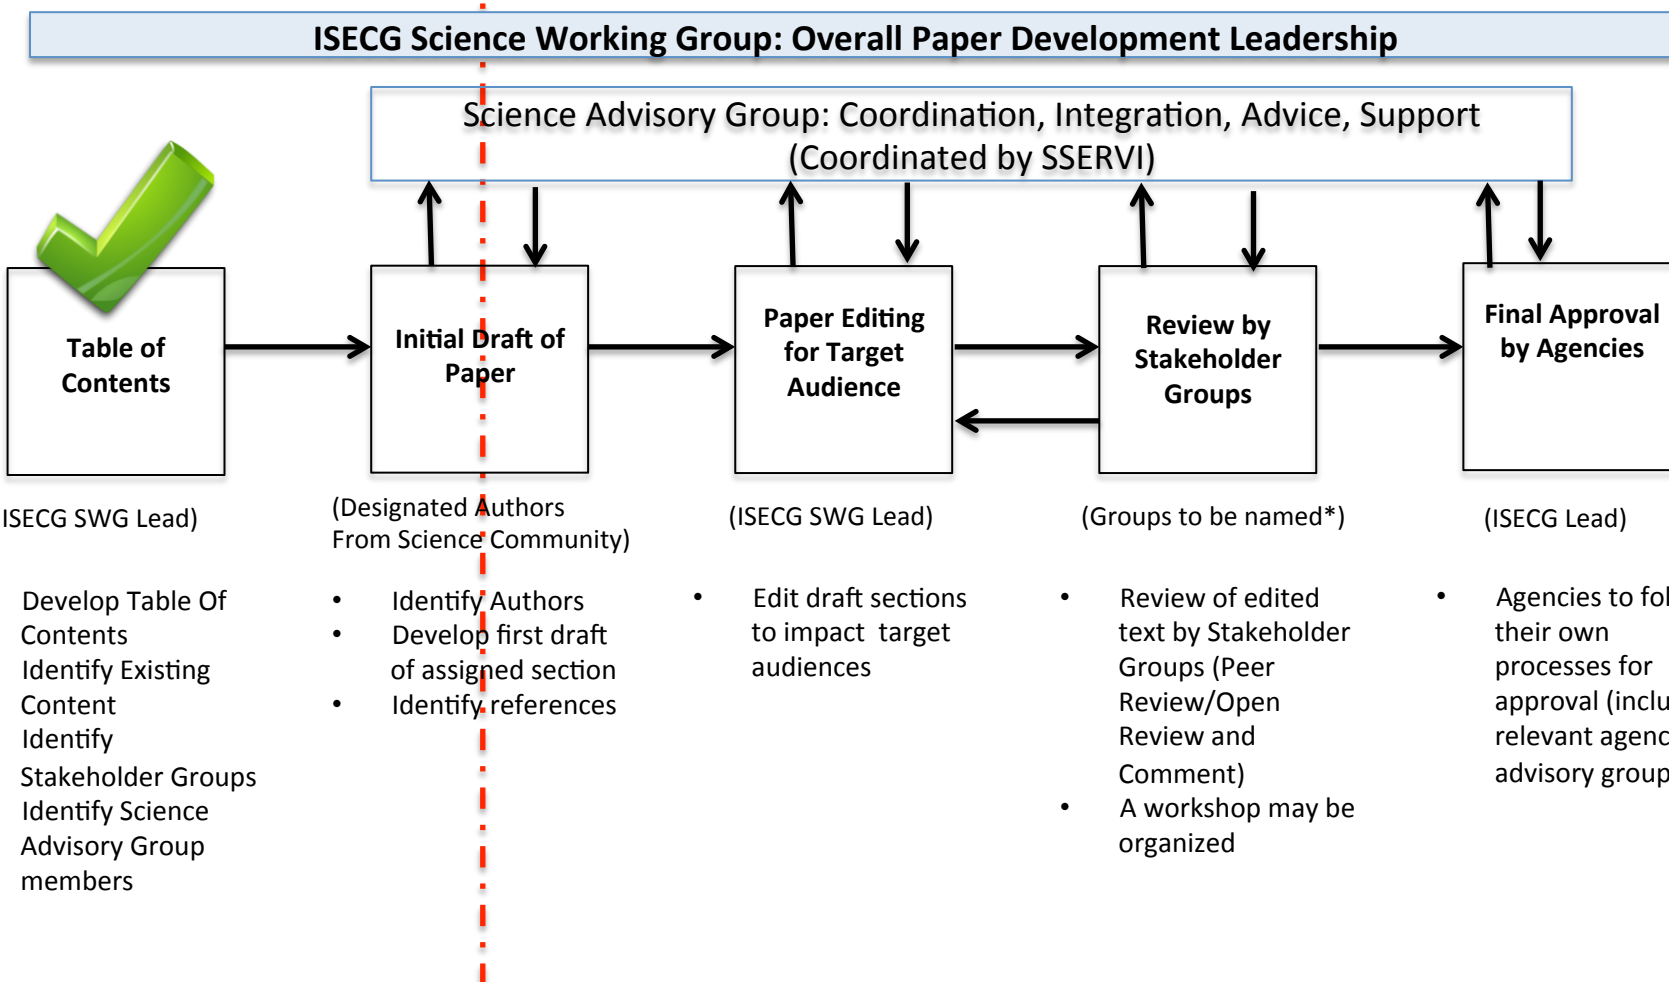 ISECG Science Working Group: Overall Paper Development Leadership
Science Advisory Group: Coordination, Integration, Advice, Support
(Coordinated by SSERVI)
Table of
Contents
Initial Draft of
Paper
Paper Editing
for Target
Audience
Review by
Stakeholder
Groups
Final Approval
by Agencies
ISECG SWG Lead)
(Designated Authors
From Science Community)
(ISECG SWG Lead)
(Groups to be named*)
(ISECG Lead)
Develop Table Of
Contents
Identify Existing
Content
Identify
Stakeholder Groups
Identify Science
Advisory Group
members
• Identify Authors
• Develop first draft
of assigned section
• Identify references
• Edit draft sections
to impact target
audiences
• Review of edited
text by Stakeholder
Groups (Peer
Review/Open
Review and
Comment)
• A workshop may be
organized
• Agencies to
their own
processes for
approval
relevant
advisory